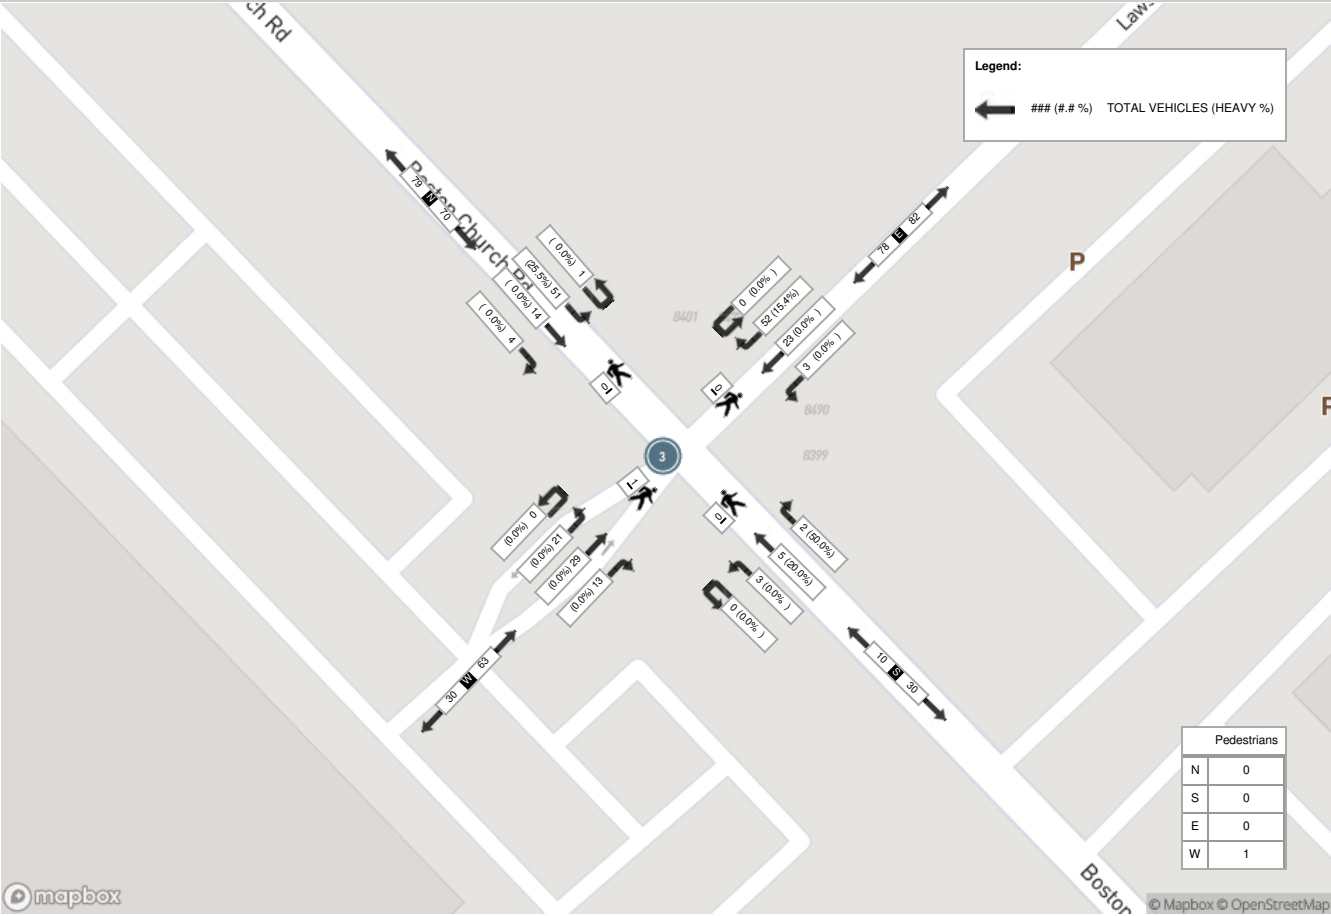 ch Rd
Laws
Legend:
### (#.# %) TOTAL VEHICLES (HEAVY %)
Boston Church Rd
79 N 70
78 E 82
( 0.0%) 1
(25.5%) 51
( 0.0%) 14
( 0.0%) 4
0 (0.0% )
52 (15.4%)
23 (0.0% )
3 (0.0% )
P
8401
0
0
8490
P
3
8399
1
0
(0.0%) 0
(0.0%) 21
(0.0%) 29
(0.0%) 13
2 (50.0%)
5 (20.0%)
3 (0.0% )
0 (0.0% )
30 W 63
10 S 30
Pedestrians
N 0
S 0
E 0
W 1
Boston
mapbox
© Mapbox © OpenStreetMap